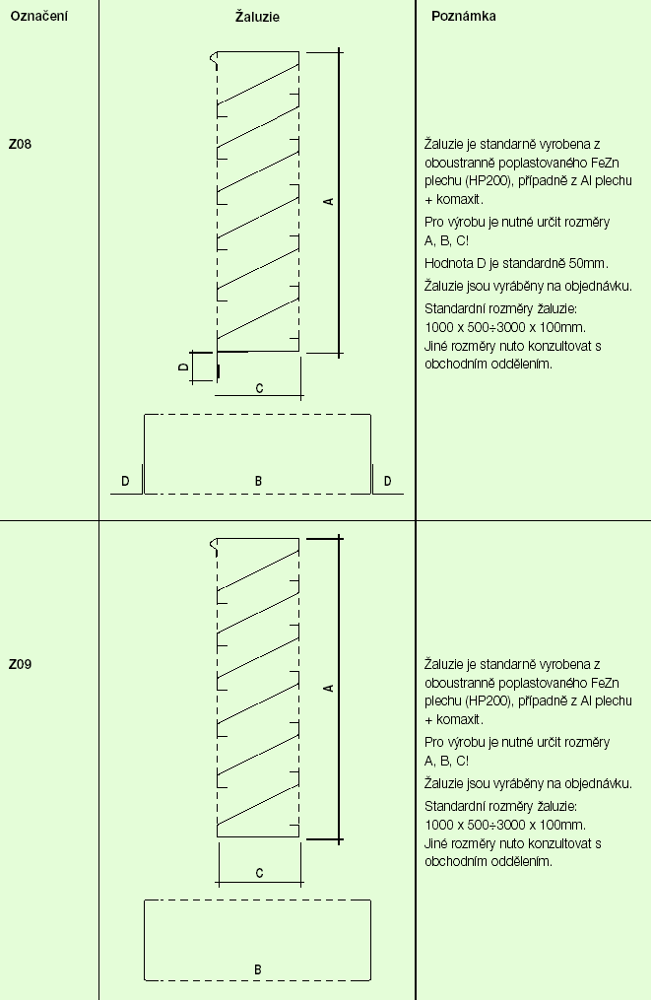 Označení
Žaluzie
Poznámka
Z08
A
D
C
D
B
D
Žaluzie je standarně vyrobena z
oboustranně poplastovaného FeZn
plechu (HP200), případně z Al plechu
+ komaxit.
Pro výrobu je nutné určit rozměry
A, B, C!
Hodnota D je standardně 50mm.
Žaluzie jsou vyráběny na objednávku.
Standardní rozměry žaluzie:
1000 x 500÷3000 x 100mm.
Jiné rozměry nuto konzultovat s
obchodním oddělením.
Z09
A
C
B
Žaluzie je standarně vyrobena z
oboustranně poplastovaného FeZn
plechu (HP200), případně z Al plechu
+ komaxit.
Pro výrobu je nutné určit rozměry
A, B, C!
Žaluzie jsou vyráběny na objednávku.
Standardní rozměry žaluzie:
1000 x 500÷3000 x 100mm.
Jiné rozměry nuto konzultovat s
obchodním oddělením.